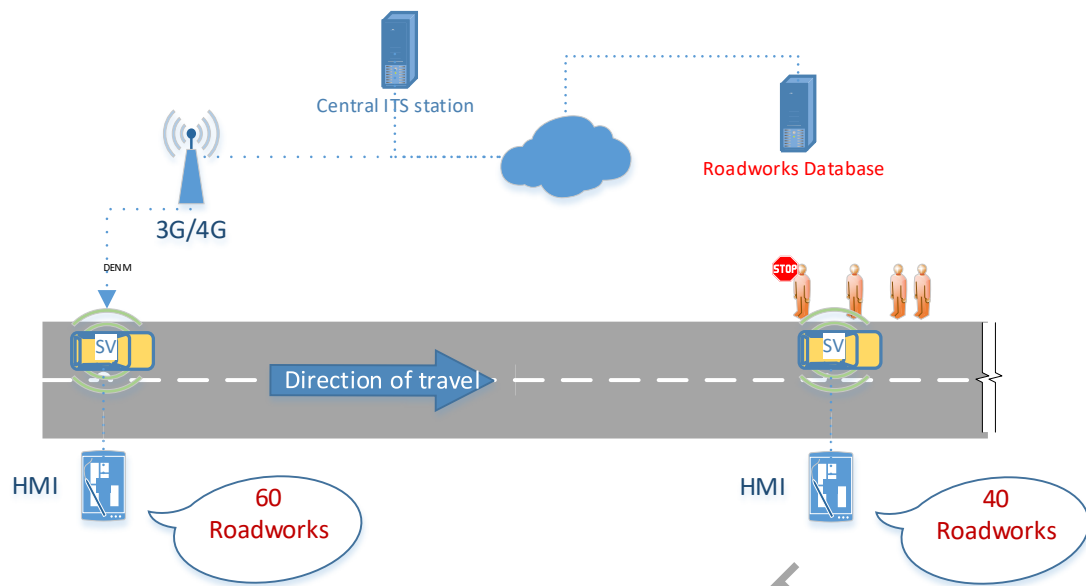 Central ITS station
Roadworks Database
3G/4G
DENM
STOP
SV
SV
Direction of travel
HMI
60
Roadworks
HMI
40
Roadworks